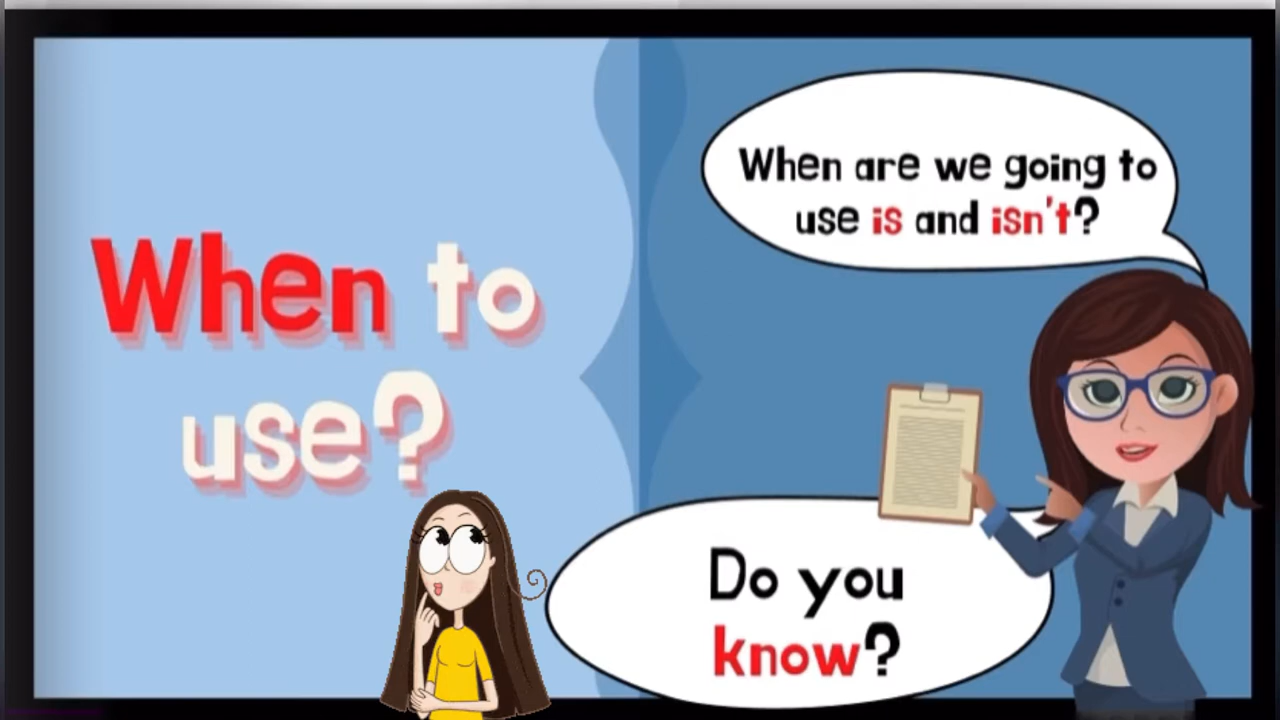 When to
use?
When are we going to
use is and isn't?
Do you
know?